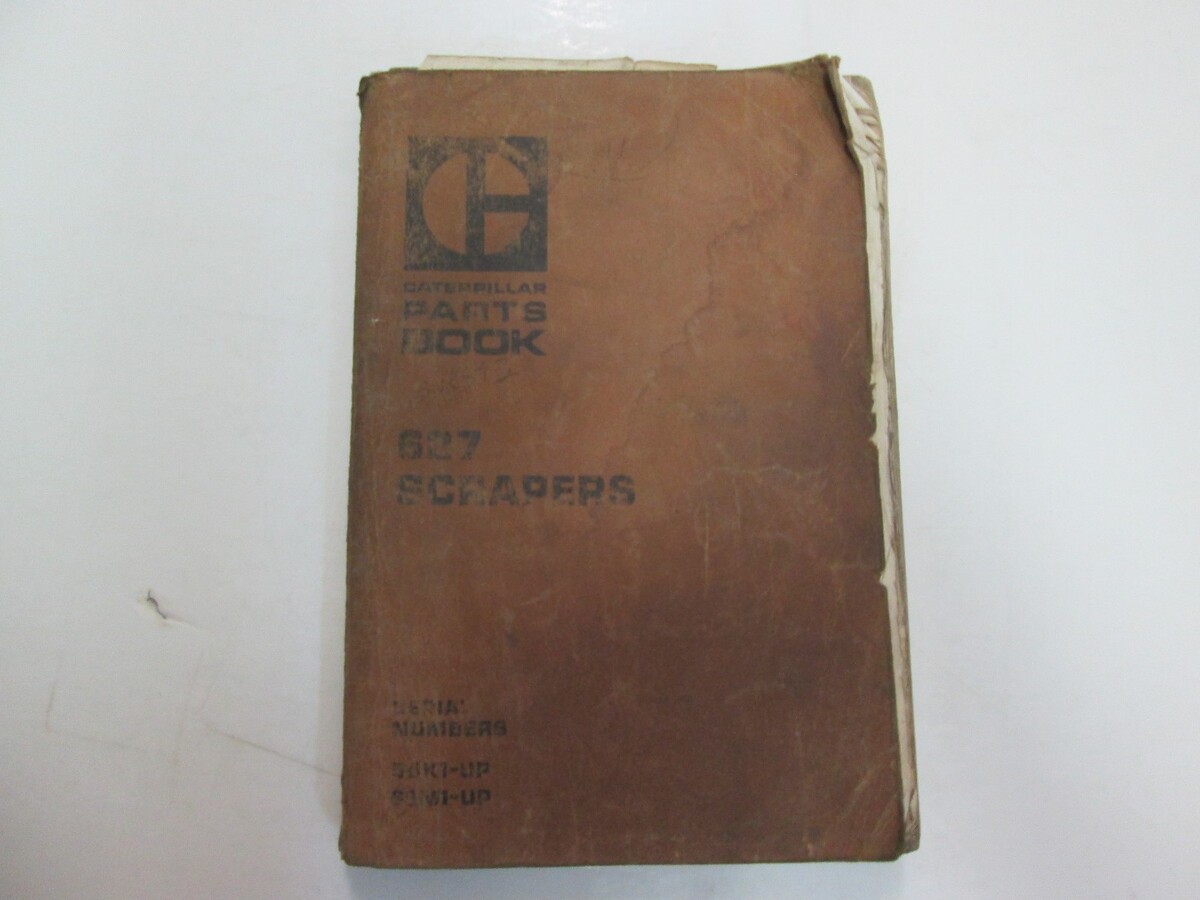 CATERPILLAR
PARTS
BOOK
627
SCRAPERS
SERIAL
NUMBERS